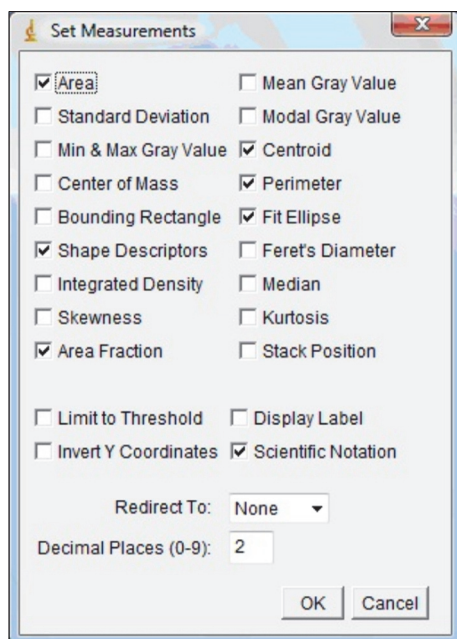 Set Measurements
Area Mean Gray Value
Standard Deviation Modal Gray Value
Min & Max Gray Value Centroid
Center of Mass Perimeter
Bounding Rectangle Fit Ellipse
Shape Descriptors Feret's Diameter
Integrated Density Median
Skewness Kurtosis
Area Fraction Stack Position
Limit to Threshold Display Label
Invert Y Coordinates Scientific Notation
Redirect To: None
Decimal Places (0-9): 2
OK Cancel